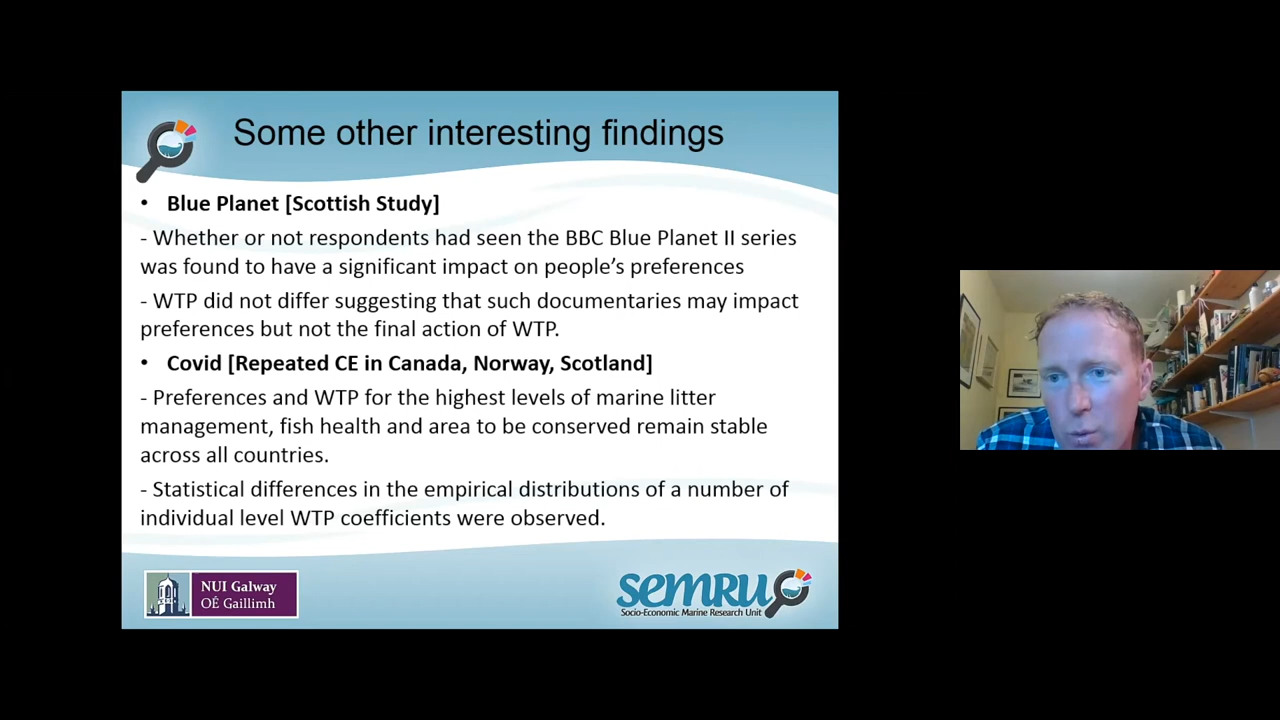 Some other interesting findings
• Blue Planet [Scottish Study]
- Whether or not respondents had seen the BBC Blue Planet II series
was found to have a significant impact on people’s preferences
- WTP did not differ suggesting that such documentaries may impact
preferences but not the final action of WTP.
• Covid [Repeated CE in Canada, Norway, Scotland]
- Preferences and WTP for the highest levels of marine litter
management, fish health and area to be conserved remain stable
across all countries.
- Statistical differences in the empirical distributions of a number of
individual level WTP coefficients were observed.
NUI Galway
OÉ Gaillimh
SEMRU
Socio-Economic Marine Research Unit